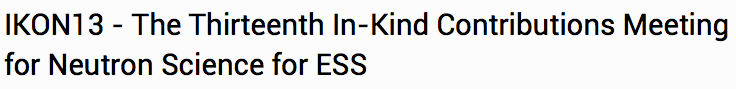 IKON13 - The Thirteenth In-Kind Contributions Meeting
for Neutron Science for ESS